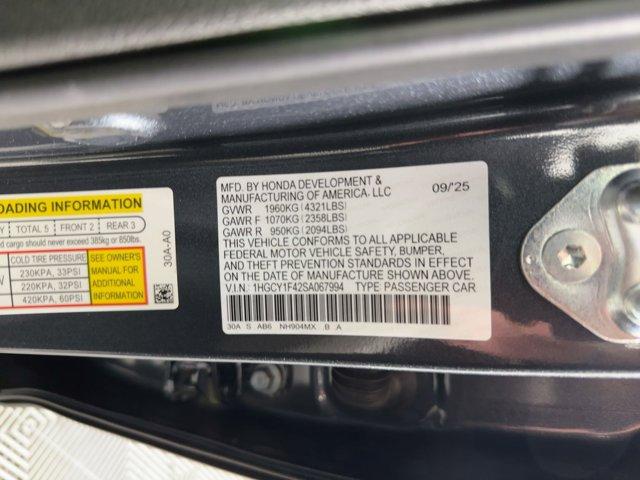 LOADING INFORMATION
TOTAL 5 FRONT 2 REAR 3
cargo should never exceed 385kg or 850lbs.
COLD TIRE PRESSURE
230KPA, 33PSI
220KPA, 32PSI
420KPA, 60PSI
SEE OWNER'S
MANUAL FOR
ADDITIONAL
INFORMATION
30A-A0
MFD. BY HONDA DEVELOPMENT &
MANUFACTURING OF AMERICA, LLC
09/'25
GVWR 1960KG (4321LBS)
GAWR F 1070KG (2358LBS)
GAWR R 950KG (2094LBS)
THIS VEHICLE CONFORMS TO ALL APPLICABLE
FEDERAL MOTOR VEHICLE SAFETY, BUMPER,
AND THEFT PREVENTION STANDARDS IN EFFECT
ON THE DATE OF MANUFACTURE SHOWN ABOVE.
V.I.N.: 1HGCY1F42SA067994 TYPE PASSENGER CAR
30A S AB6 NH904MX .B A